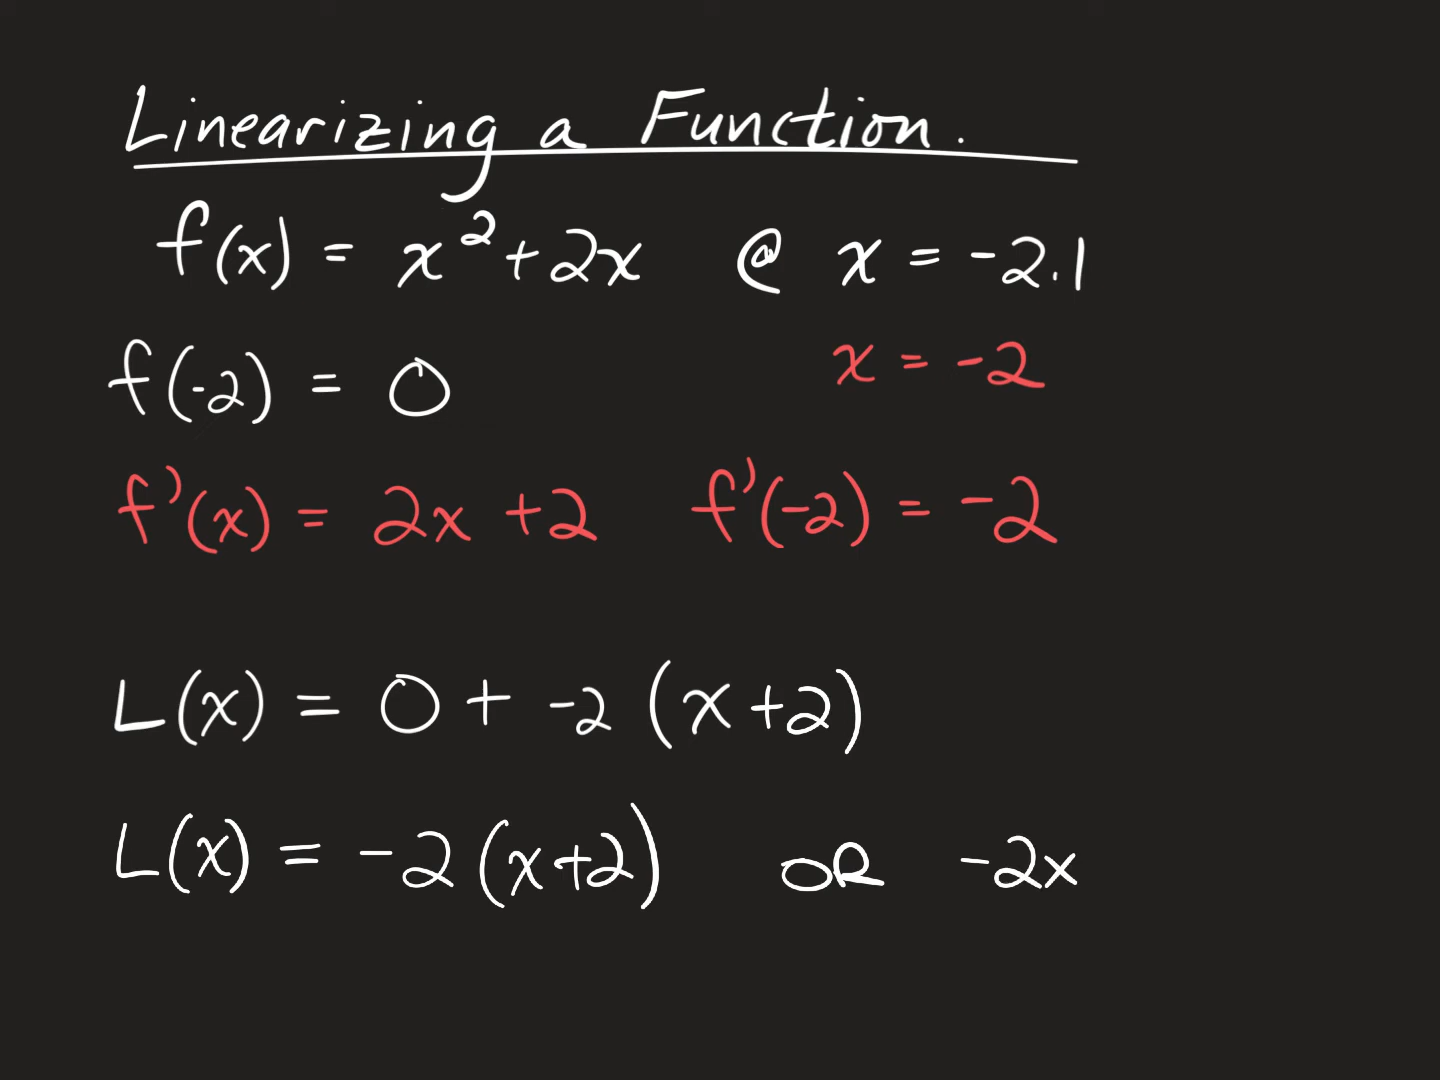 Linearizing a Function.
f(x) = x²+2x @ x = -2.1
f(-2) = 0 x = -2
f'(x) = 2x +2 f'(-2) = -2
L(x) = 0 + -2 (x+2)
L(x) = -2 (x+2) OR -2x